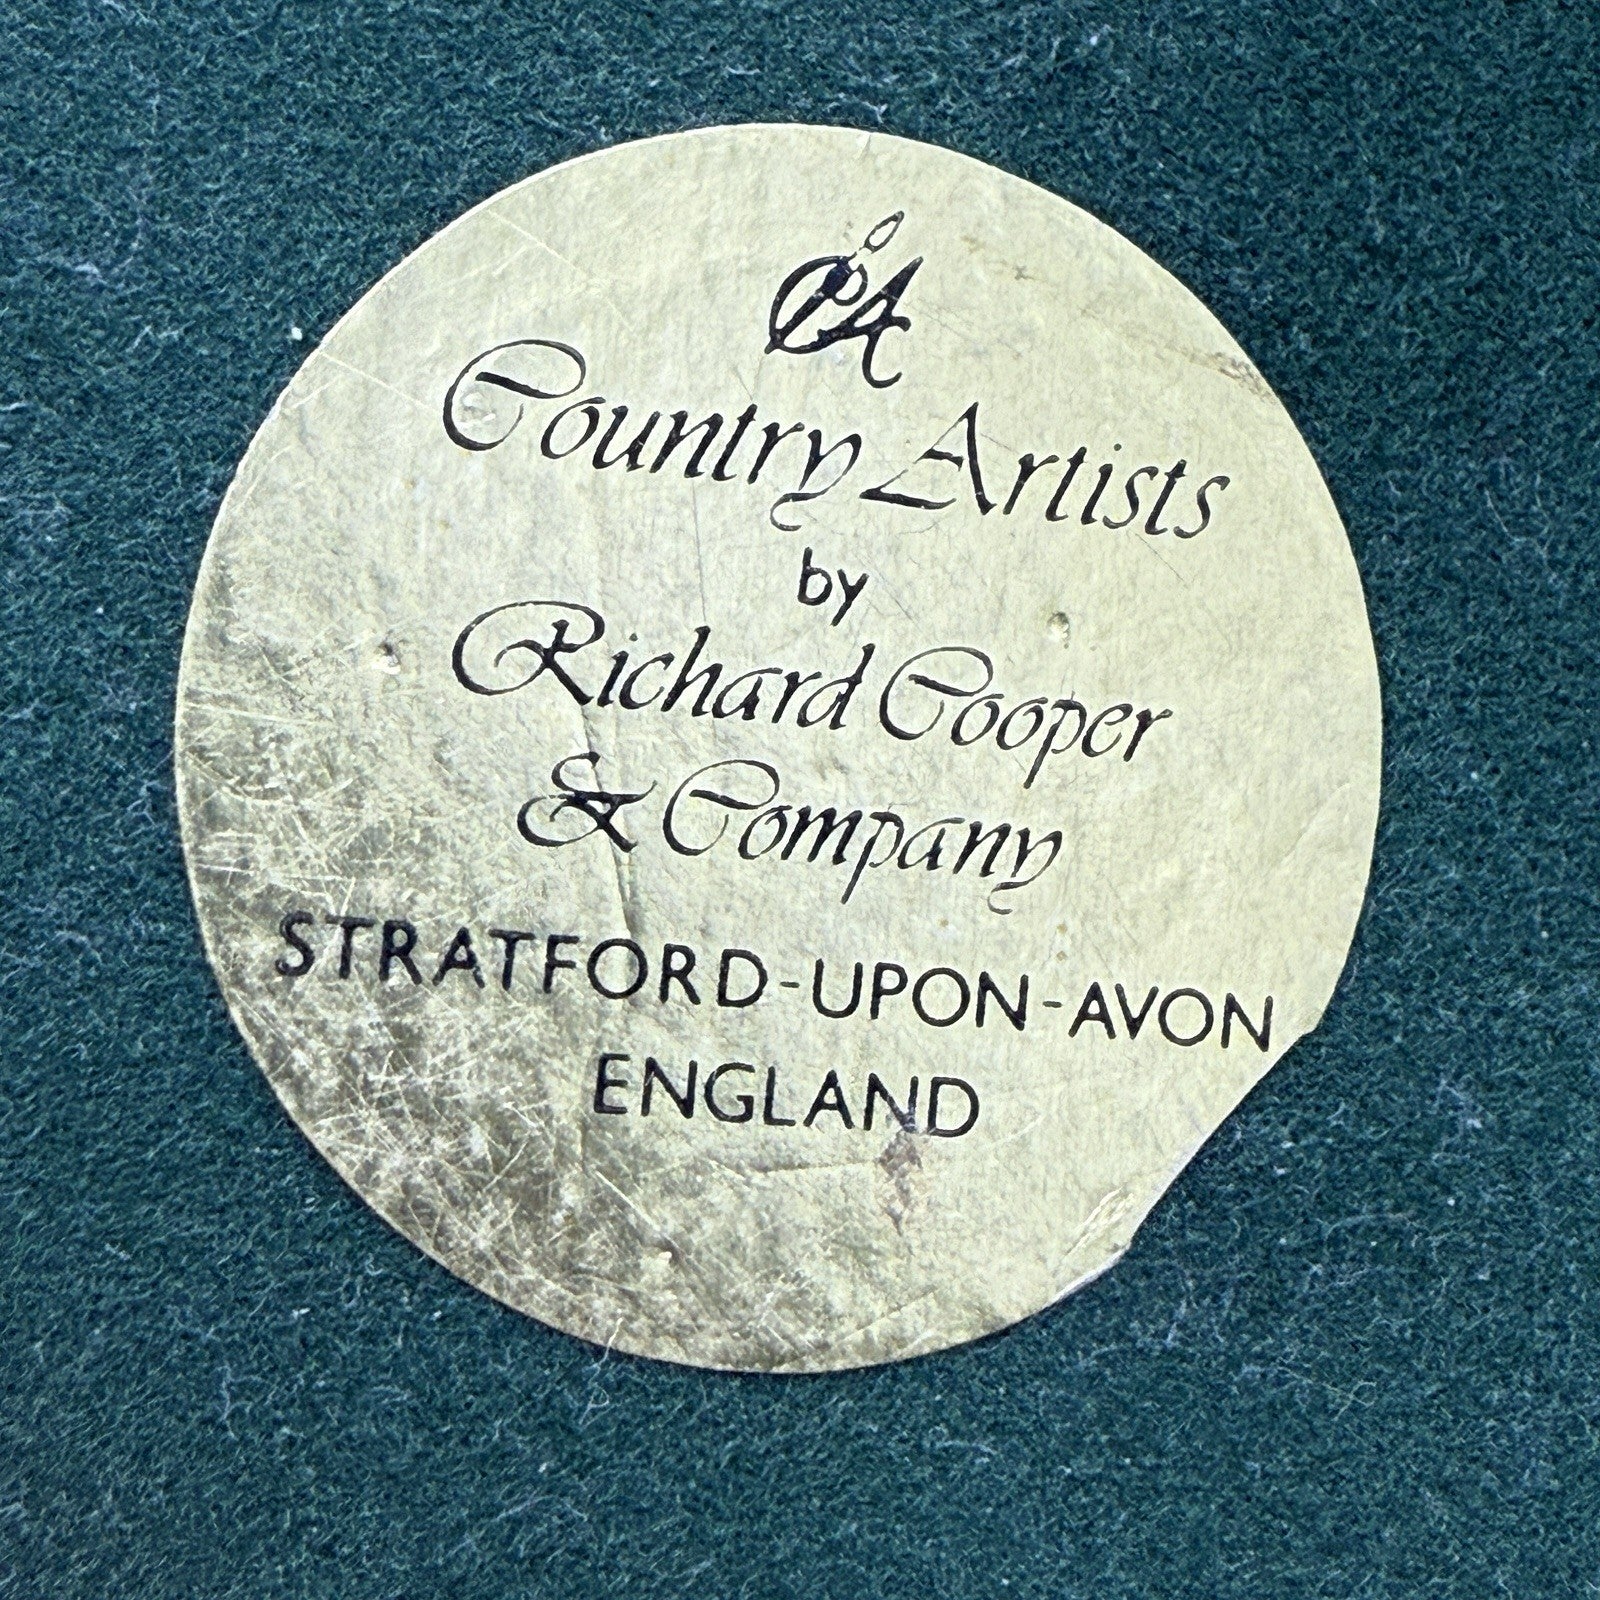 CA
Country Artists
by
Richard Cooper
& Company
STRATFORD-UPON-AVON
ENGLAND